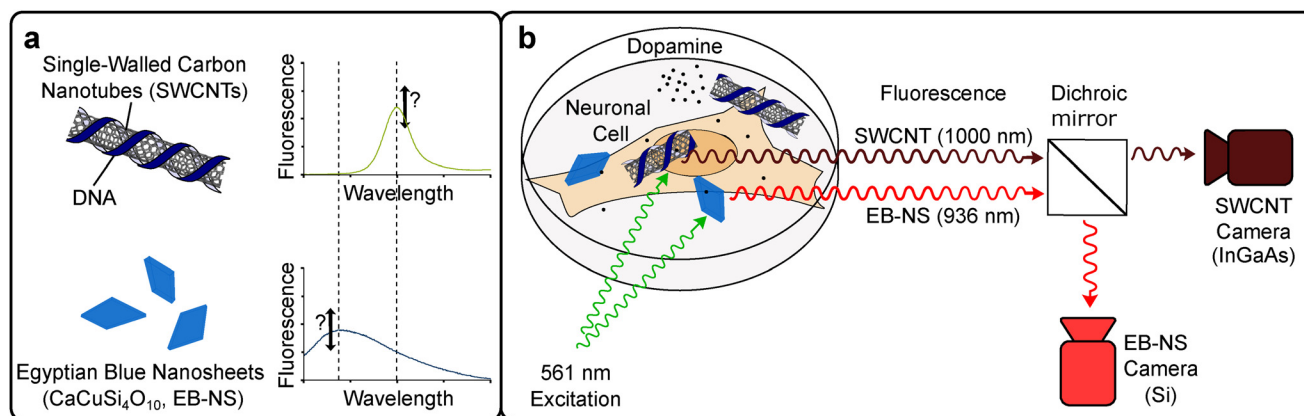 a
Single-Walled Carbon
Nanotubes (SWCNTs)
DNA
Fluorescence
?
Wavelength
Egyptian Blue Nanosheets
(CaCuSi₄O₁₀, EB-NS)
Fluorescence
?
Wavelength
b
Dopamine
Neuronal
Cell
561 nm
Excitation
Fluorescence
SWCNT (1000 nm)
EB-NS (936 nm)
Dichroic
mirror
SWCNT
Camera
(InGaAs)
EB-NS
Camera
(Si)